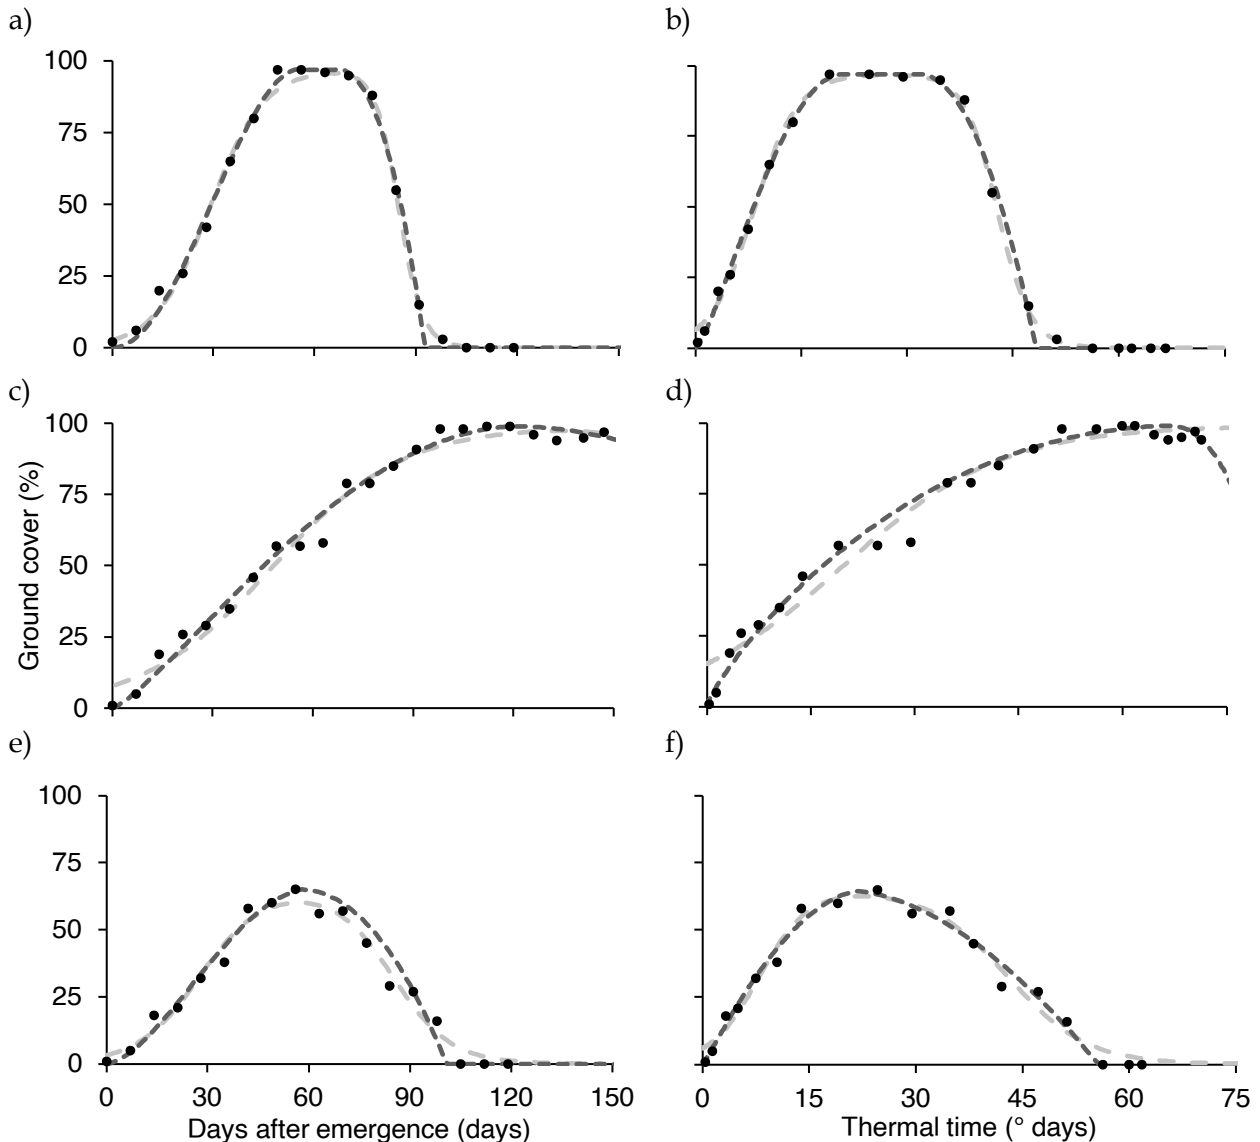 a)
b)
100
75
50
25
0
c)
d)
100
75
50
25
0
Ground cover (%)
e)
f)
100
75
50
25
0
0 30 60 90 120 150
0 15 30 45 60 75
Days after emergence (days)
Thermal time (° days)